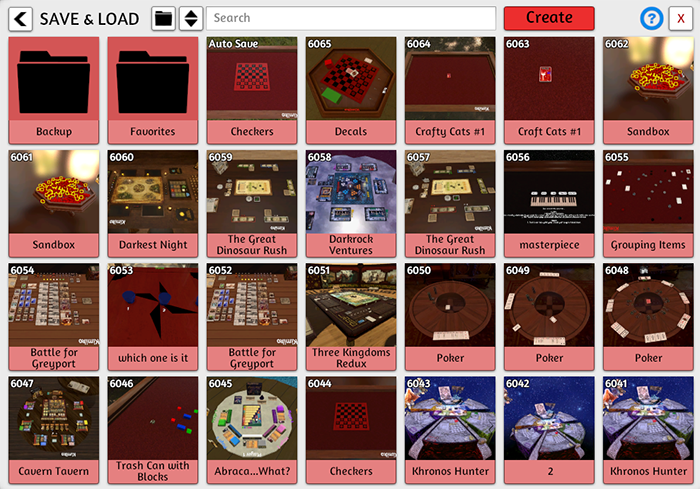 SAVE & LOAD
Search
Create
?
X
Backup
Favorites
Auto Save
Checkers
6065
Decals
6064
Crafty Cats #1
6063
Craft Cats #1
6062
Sandbox
6061
Sandbox
6060
Darkest Night
6059
The Great
Dinosaur Rush
6058
Darkrock
Ventures
6057
The Great
Dinosaur Rush
6056
masterpiece
6055
Grouping Items
6054
Battle for
Greyport
6053
which one is it
6052
Battle for
Greyport
6051
Three Kingdoms
Redux
6050
Poker
6049
Poker
6048
Poker
6047
Cavern Tavern
6046
Trash Can with
Blocks
6045
Abraca...What?
6044
Checkers
6043
Khronos Hunter
6042
2
6041
Khronos Hunter